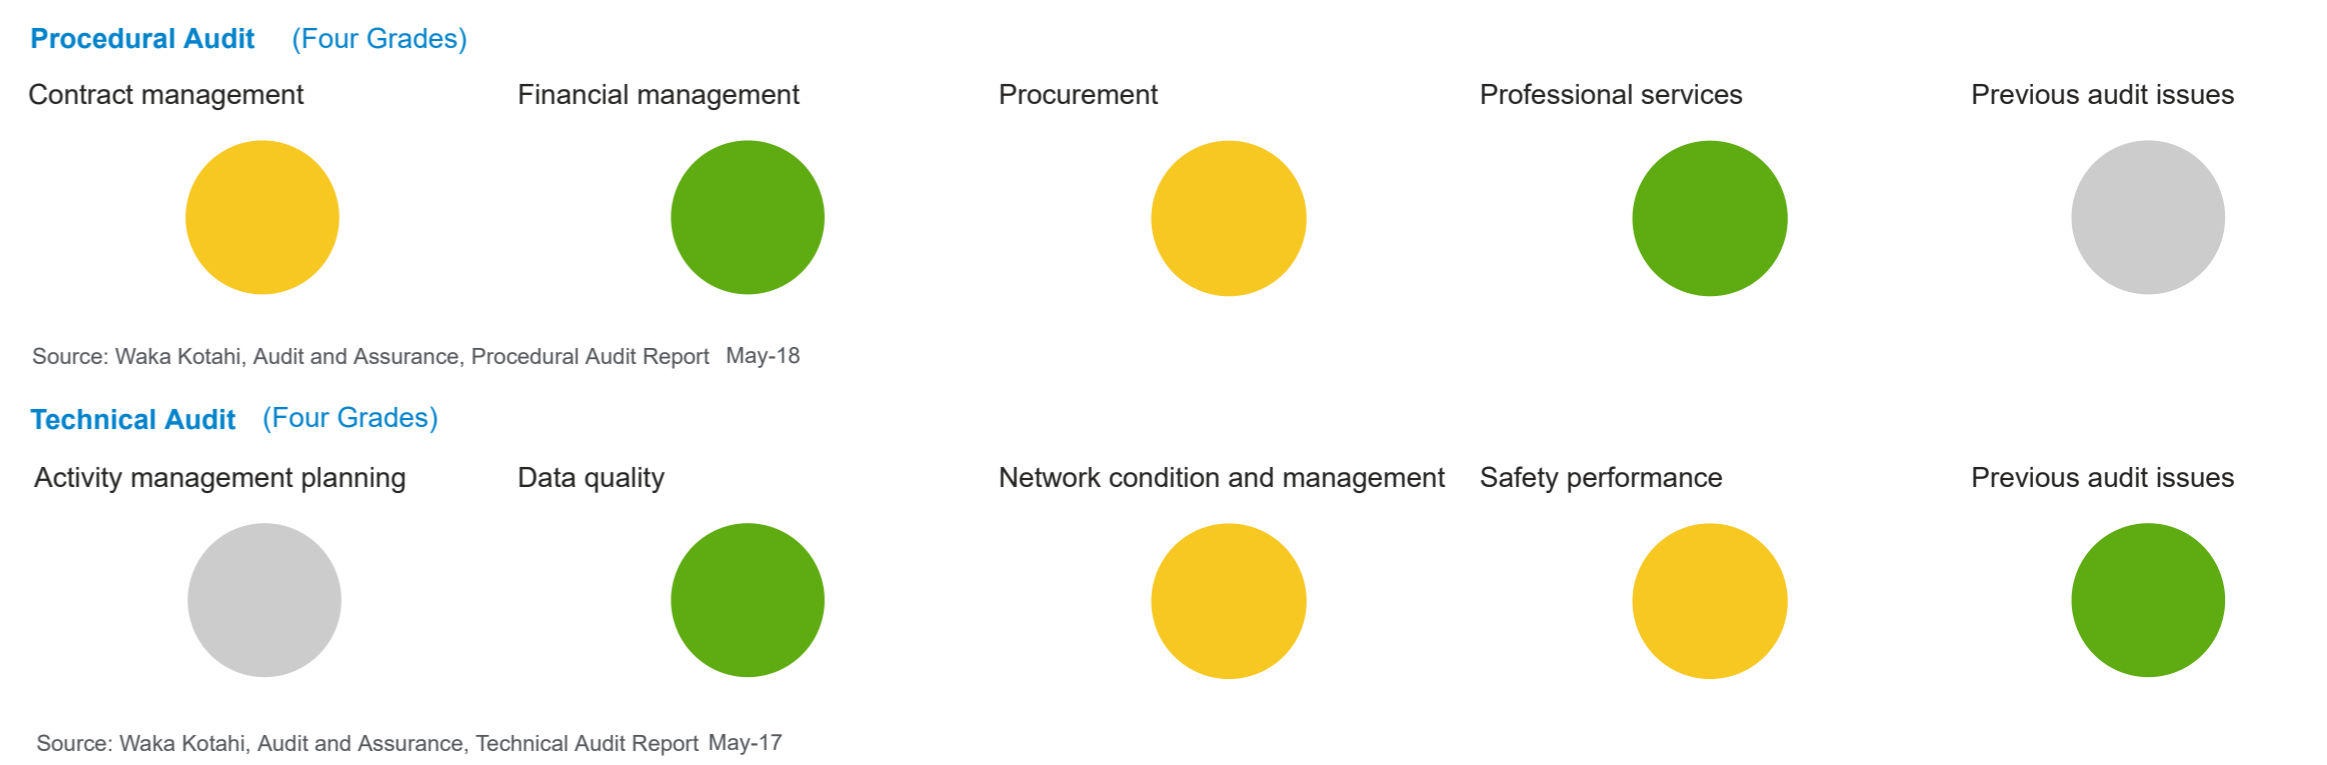 Procedural Audit (Four Grades)
Contract management
Financial management
Procurement
Professional services
Previous audit issues
Source: Waka Kotahi, Audit and Assurance, Procedural Audit Report May-18
Technical Audit (Four Grades)
Activity management planning
Data quality
Network condition and management
Safety performance
Previous audit issues
Source: Waka Kotahi, Audit and Assurance, Technical Audit Report May-17